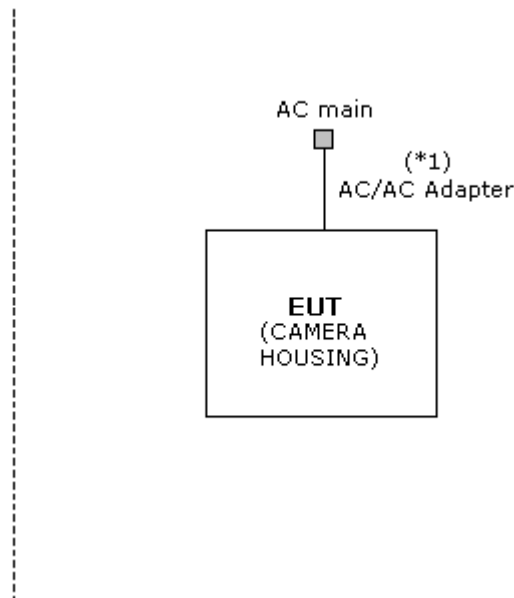 AC main
(*1)
AC/AC Adapter
EUT
(CAMERA
HOUSING)